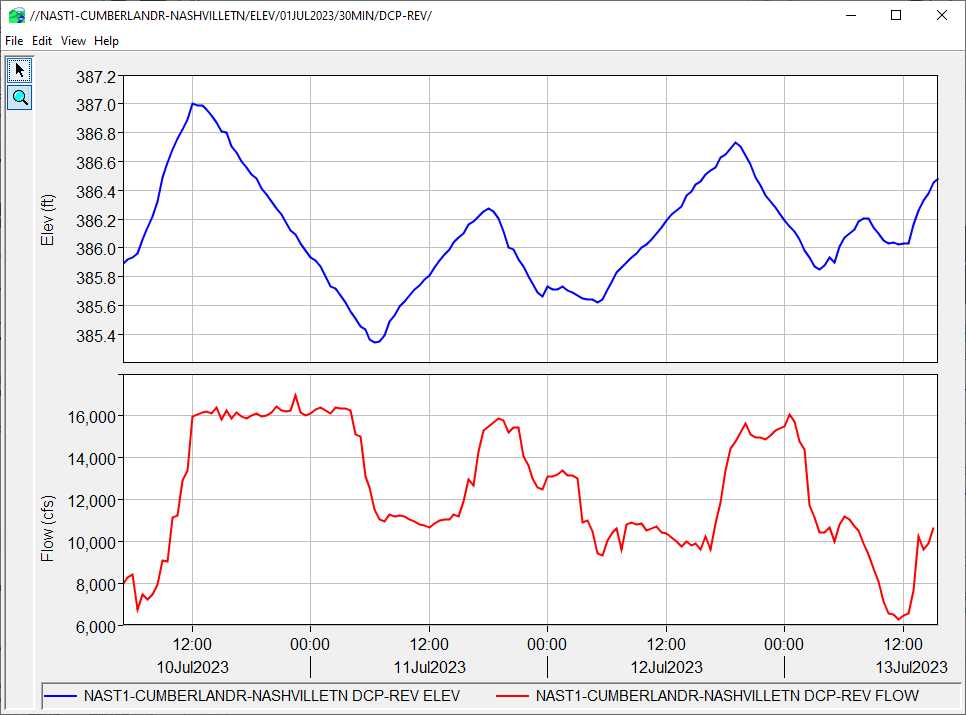 //NAST1-CUMBERLANDR-NASHVILLETN/ELEV/01JUL2023/30MIN/DCP-REV/
File Edit View Help
387.2
387.0
386.8
386.6
386.4
386.2
386.0
385.8
385.6
385.4
Elev (ft)
16,000
14,000
12,000
10,000
8,000
6,000
Flow (cfs)
12:00 00:00 12:00 00:00 12:00 00:00 12:00
10Jul2023 11Jul2023 12Jul2023 13Jul2023
NAST1-CUMBERLANDR-NASHVILLETN DCP-REV ELEV NAST1-CUMBERLANDR-NASHVILLETN DCP-REV FLOW